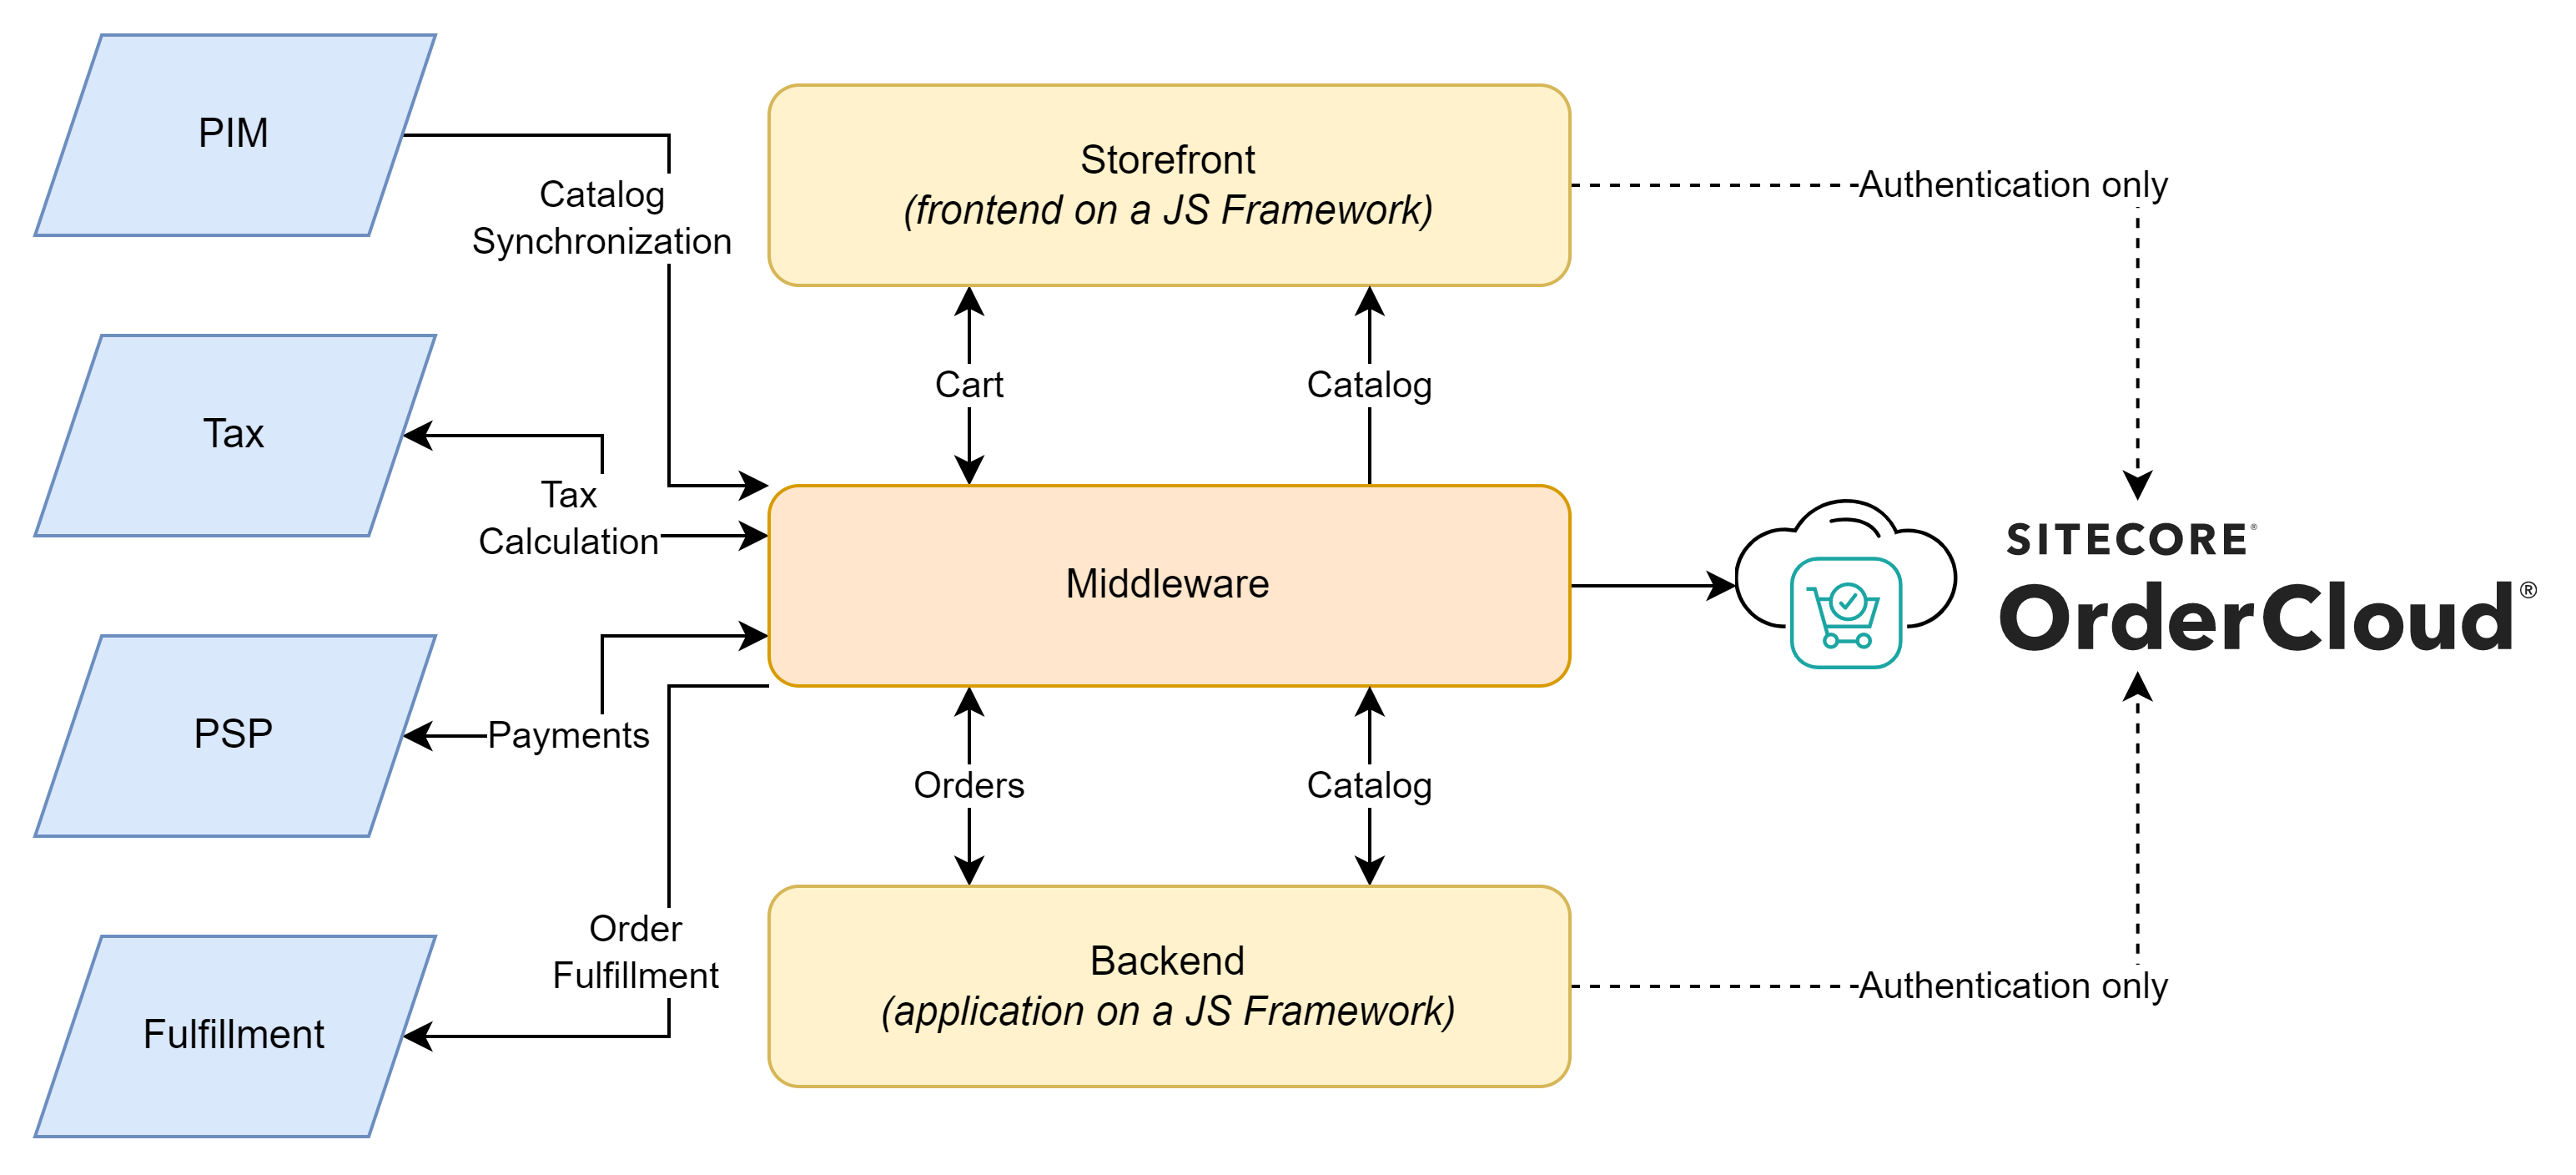 PIM
Catalog
Synchronization
Storefront
(frontend on a JS Framework)
Authentication only
Tax
Tax
Calculation
Cart
Catalog
Middleware
SITECORE®
OrderCloud®
PSP
Payments
Orders
Catalog
Order
Fulfillment
Fulfillment
Backend
(application on a JS Framework)
Authentication only